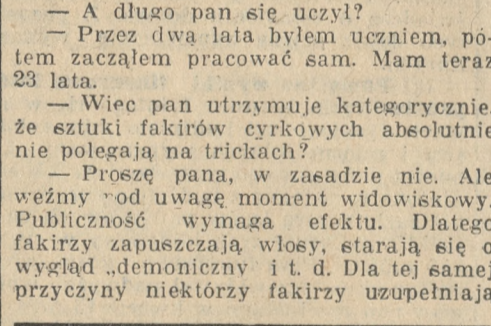 — A długo pan się uczył?
— Przez dwa lata byłem uczniem, po-
tem zacząłem pracować sam. Mam teraz
23 lata.
— Więc pan utrzymuje kategorycznie,
że sztuki fakirów cyrkowych absolutnie
nie polegają na trickach?
— Proszę pana, w zasadzie nie. Ale
weźmy pod uwagę moment widowiskowy.
Publiczność wymaga efektu. Dlatego
fakirzy zapuszczają włosy, starają się o
wygląd „demoniczny i t. d. Dla tej samej
przyczyny niektórzy fakirzy uzupełniają